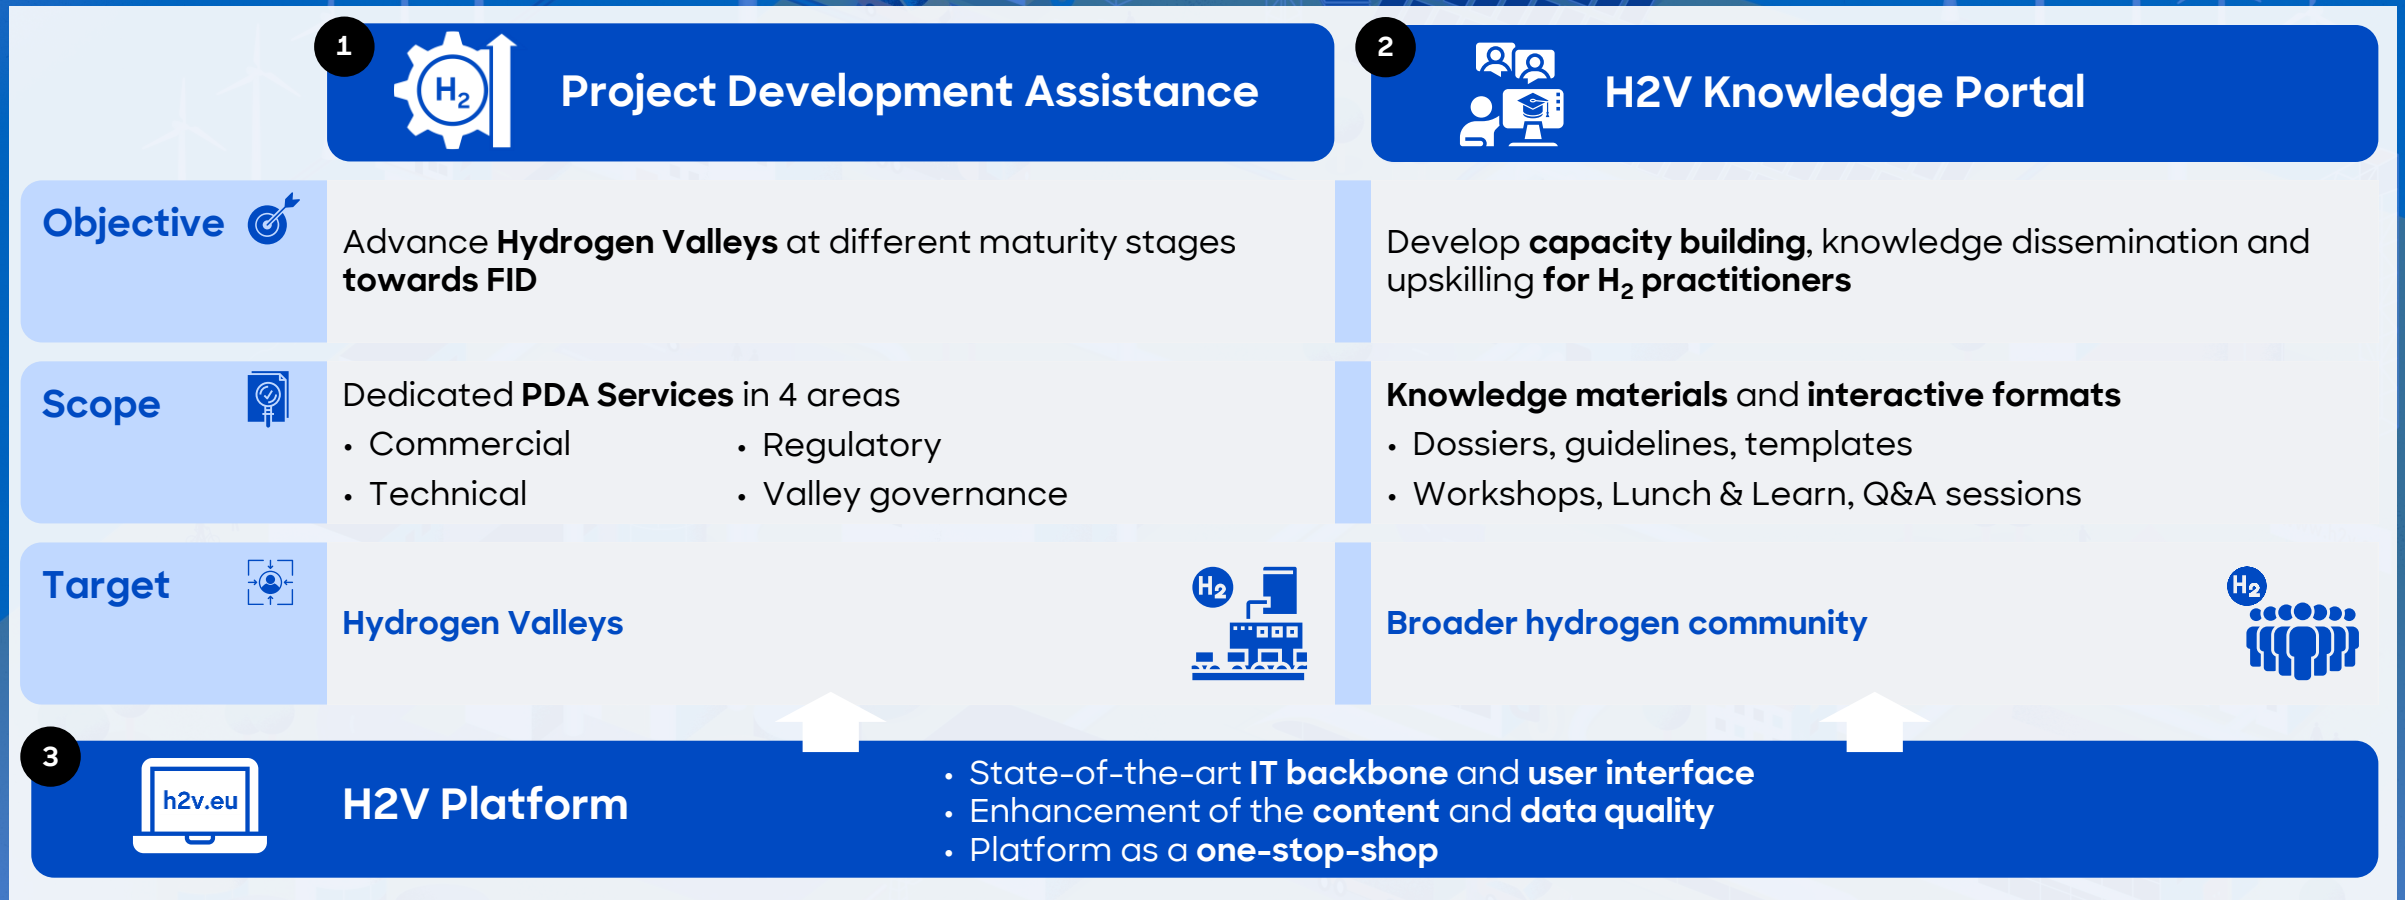 1
H₂
Project Development Assistance
2
H2V Knowledge Portal
Objective
Advance Hydrogen Valleys at different maturity stages
towards FID
Develop capacity building, knowledge dissemination and
upskilling for H₂ practitioners
Scope
Dedicated PDA Services in 4 areas
• Commercial
• Technical
• Regulatory
• Valley governance
Knowledge materials and interactive formats
• Dossiers, guidelines, templates
• Workshops, Lunch & Learn, Q&A sessions
Target
Hydrogen Valleys
H₂
Broader hydrogen community
H₂
3
h2v.eu
H2V Platform
• State-of-the-art IT backbone and user interface
• Enhancement of the content and data quality
• Platform as a one-stop-shop